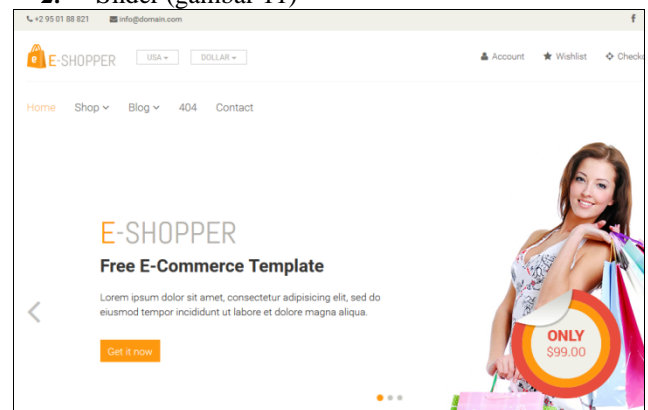 2. Slider (gambar 11)
+2 95 01 88 821 info@domain.com f
E-SHOPPER USA DOLLAR Account Wishlist
Home Shop Blog 404 Contact
E-SHOPPER
Free E-Commerce Template
Lorem ipsum dolor sit amet, consectetur adipisicing elit, sed do
eiusmod tempor incididunt ut labore et dolore magna aliqua.
Get it now
ONLY
$99.00